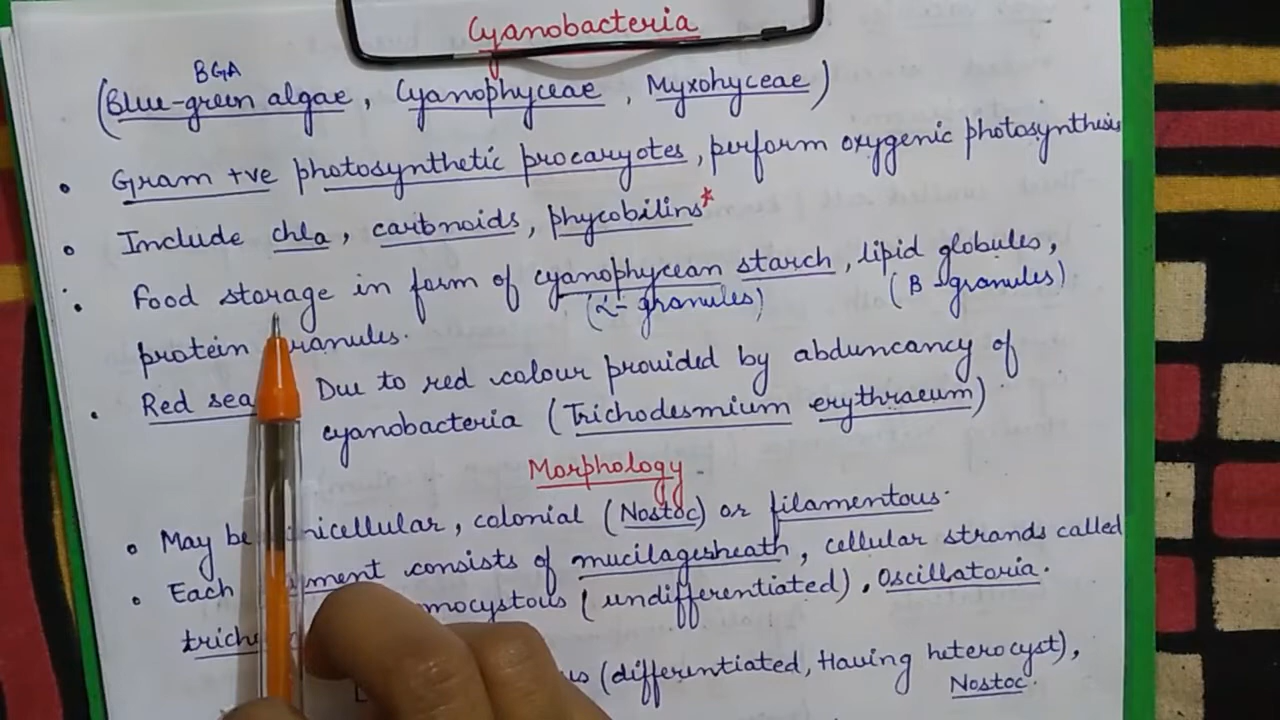 Cyanobacteria
BGA
(Blue-green algae, Cyanophyceae, Myxohyceae)
• Gram +ve photosynthetic procaryotes, perform oxygenic photosynthesis
• Include chla, carbnoids, phycobilins*
• Food storage in form of cyanophycean starch, lipid globules,
(α- granules) (B -granules)
protein granules.
• Red sea Due to red colour provided by abduncancy of
cyanobacteria (Trichodesmium erythraeum)
Morphology
• May be unicellular, colonial (Nostoc) or filamentous.
• Each consists of mucilagesheath, cellular strands called
(undifferentiated), Oscillatoria.
(differentiated, Having heterocyst),
Nostoc.